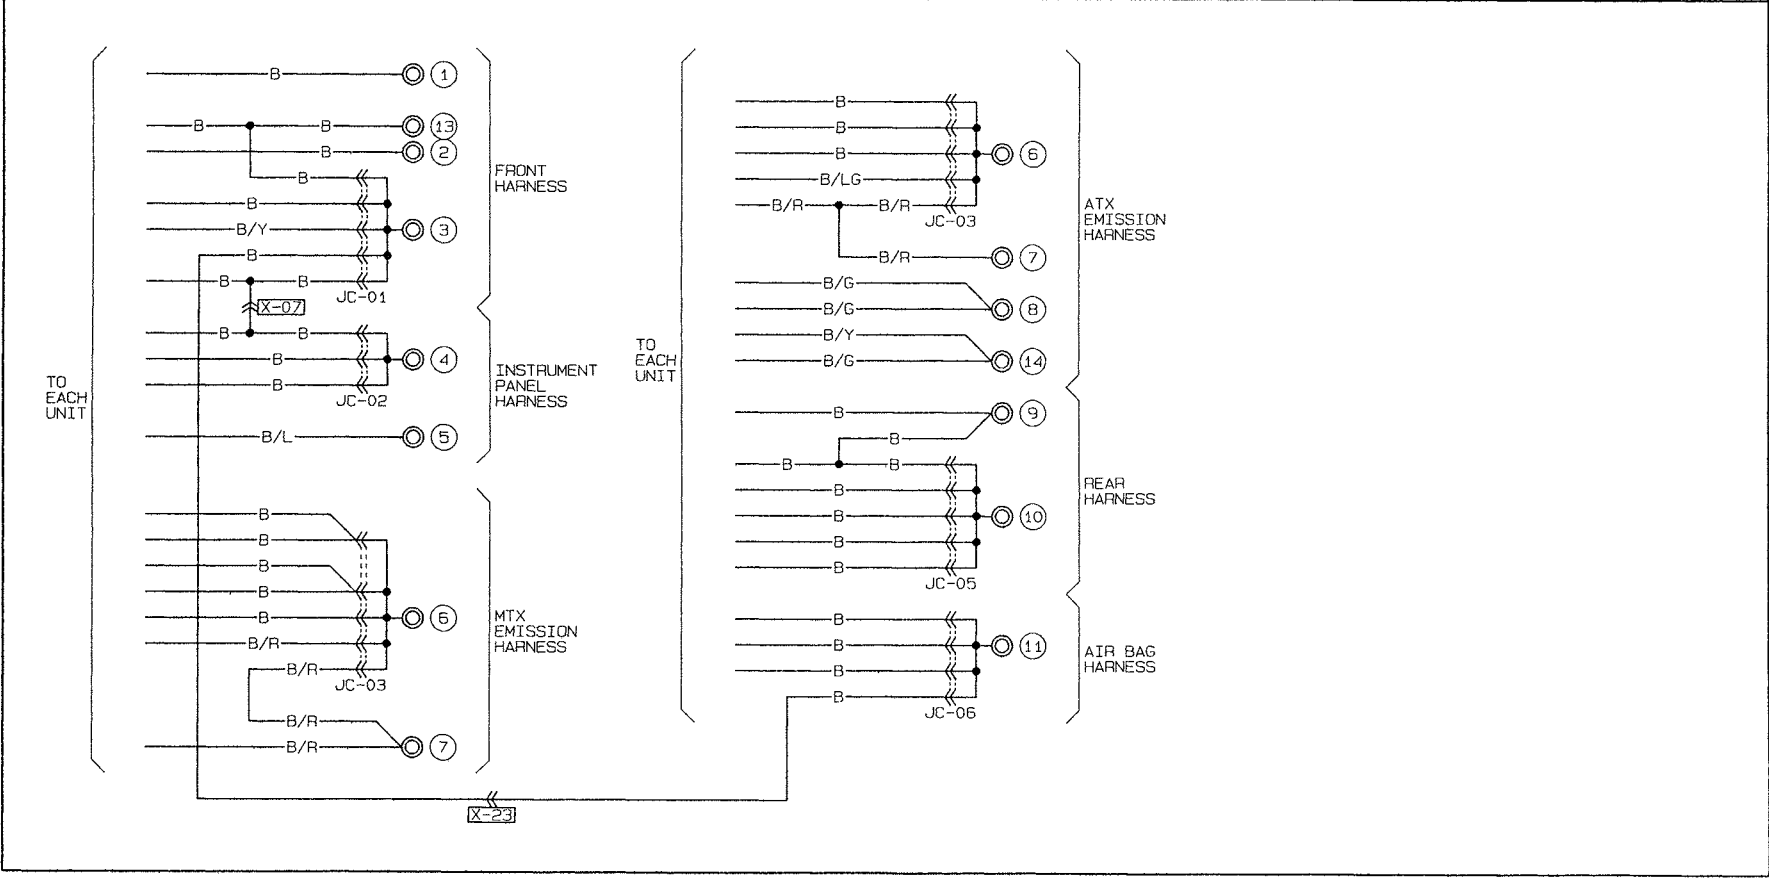 B 1
B B 13
B 2
B
B
B/Y 3
B
B B
JC-01
X-07
B B
B 4
B
JC-02
B/L 5
FRONT
HARNESS
INSTRUMENT
PANEL
HARNESS
TO
EACH
UNIT
B
B
B
B
B 6
B/R
B/R
JC-03
B/R
B/R 7
MTX
EMISSION
HARNESS
X-23
TO
EACH
UNIT
B
B
B 6
B/LG
B/R B/R
JC-03
B/R 7
B/G
B/G 8
B/Y
B/G 14
ATX
EMISSION
HARNESS
B 9
B
B B
B
B 10
B
B
JC-05
REAR
HARNESS
B
B 11
B
B
JC-06
AIR BAG
HARNESS